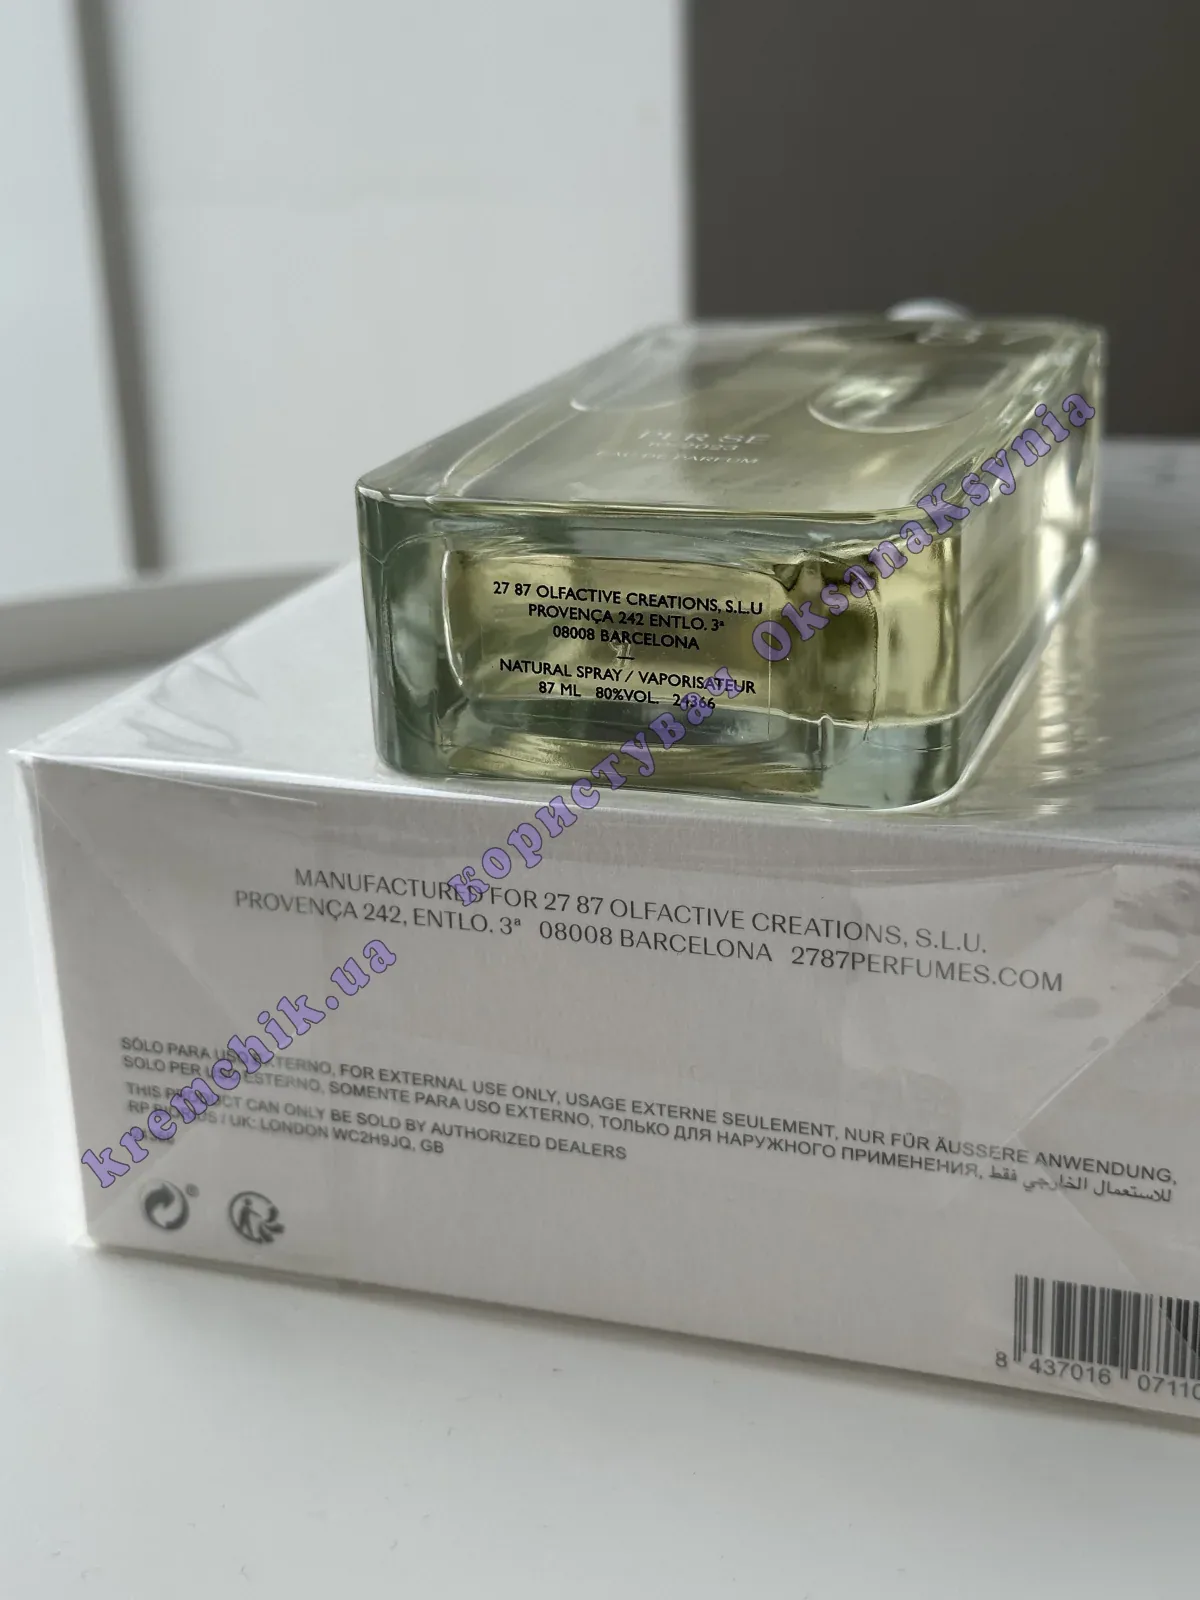 PER SE
EAU DE PARFUM
27 87 OLFACTIVE CREATIONS, S.L.U
PROVENÇA 242 ENTLO. 3ª
08008 BARCELONA
—
NATURAL SPRAY / VAPORISATEUR
87 ML 80%VOL. 24366
MANUFACTURED FOR 27 87 OLFACTIVE CREATIONS, S.L.U.
PROVENÇA 242, ENTLO. 3ª 08008 BARCELONA 2787PERFUMES.COM
SÓLO PARA USO EXTERNO, FOR EXTERNAL USE ONLY, USAGE EXTERNE SEULEMENT, NUR FÜR ÄUSSERE ANWENDUNG,
SOLO PER USO ESTERNO, SOMENTE PARA USO EXTERNO, ТОЛЬКО ДЛЯ НАРУЖНОГО ПРИМЕНЕНИЯ, للاستعمال الخارجي فقط
THIS PRODUCT CAN ONLY BE SOLD BY AUTHORIZED DEALERS
/ UK: LONDON WC2H9JQ, GB
8 437016 07110
kremchik.ua користувач OksanaKsynia